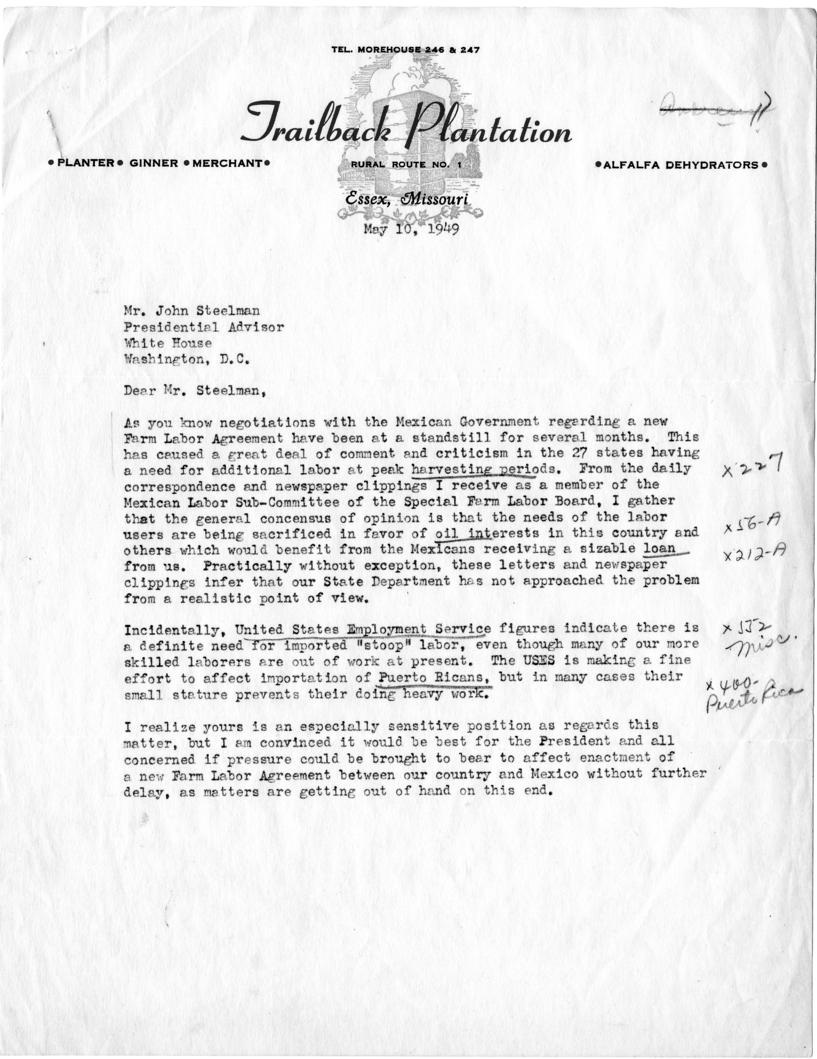 TEL. MOREHOUSE 246 & 247
Trailback Plantation
• PLANTER • GINNER • MERCHANT •
RURAL ROUTE NO. 1
• ALFALFA DEHYDRATORS •
Essex, Missouri
May 10, 1949
Mr. John Steelman
Presidential Advisor
White House
Washington, D.C.
Dear Mr. Steelman,
As you know negotiations with the Mexican Government regarding a new
Farm Labor Agreement have been at a standstill for several months. This
has caused a great deal of comment and criticism in the 27 states having
a need for additional labor at peak harvesting periods. From the daily
x227
correspondence and newspaper clippings I receive as a member of the
Mexican Labor Sub-Committee of the Special Farm Labor Board, I gather
that the general concensus of opinion is that the needs of the labor
x56-A
users are being sacrificed in favor of oil interests in this country and
others which would benefit from the Mexicans receiving a sizable loan
x212-A
from us. Practically without exception, these letters and newspaper
clippings infer that our State Department has not approached the problem
from a realistic point of view.
Incidentally, United States Employment Service figures indicate there is
x552
a definite need for imported "stoop" labor, even though many of our more
Misc.
skilled laborers are out of work at present. The USES is making a fine
effort to affect importation of Puerto Ricans, but in many cases their
x400-
small stature prevents their doing heavy work.
Puerto Rico
I realize yours is an especially sensitive position as regards this
matter, but I am convinced it would be best for the President and all
concerned if pressure could be brought to bear to affect enactment of
a new Farm Labor Agreement between our country and Mexico without further
delay, as matters are getting out of hand on this end.